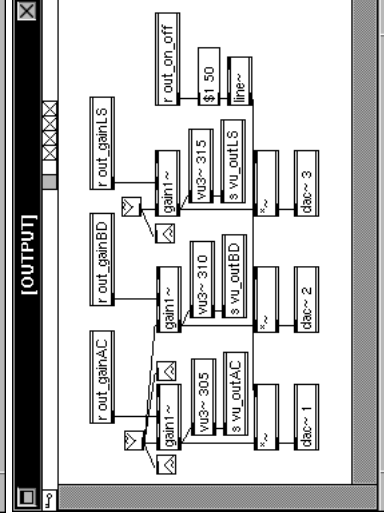 [OUTPUT]
r out_gainAC
r out_gainBD
r out_gainLS
r out_on_off
$1 50
line~
gain1~
gain1~
gain1~
vu3~ 305
vu3~ 310
vu3~ 315
s vu_outAC
s vu_outBD
s vu_outLS
*~
*~
*~
dac~ 1
dac~ 2
dac~ 3